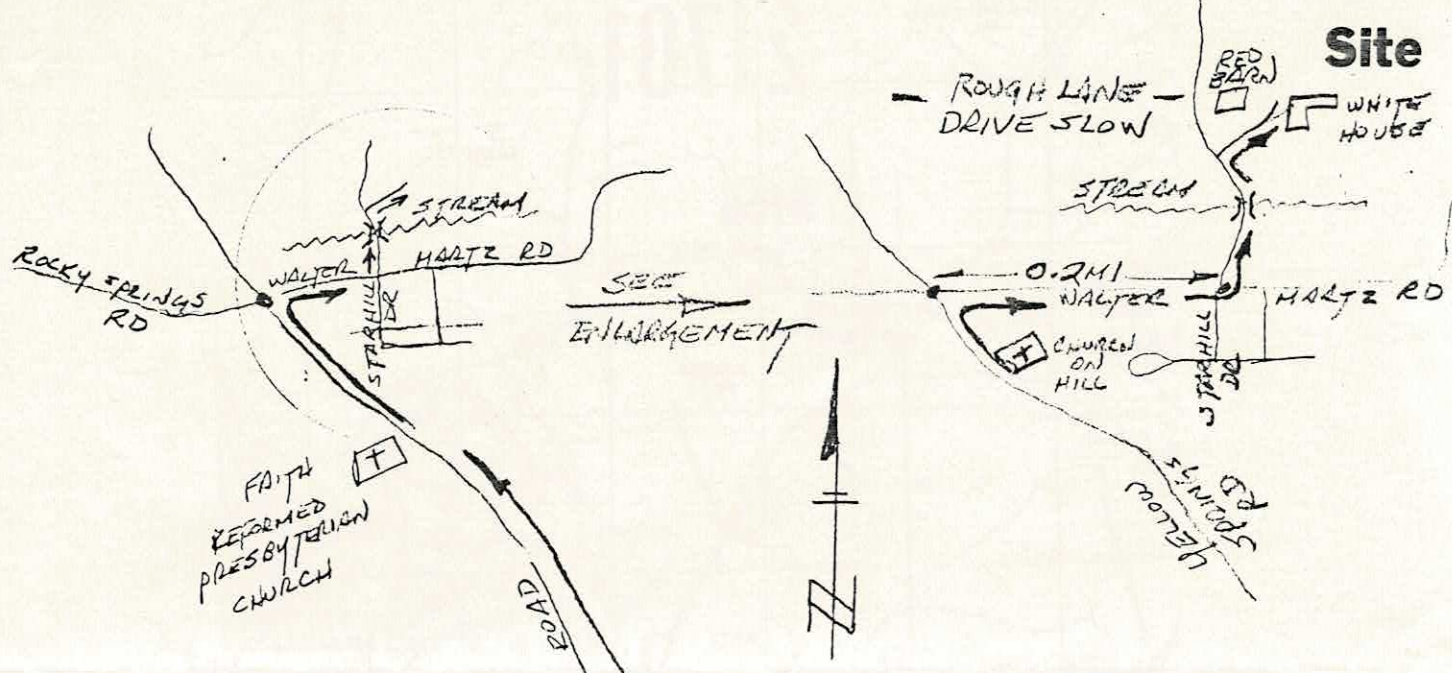 Site
RED
BARN
WHITE
HOUSE
ROUGH LANE
DRIVE SLOW
STREAM
STREAM
ROCKY SPRINGS
RD
WALTER
HARTZ RD
STARHILL
DR
SEE
ENLARGEMENT
0.2MI
WALTER
HARTZ RD
CHURCH
ON
HILL
STARHILL
DR
YELLOW
SPRINGS
RD
FAITH
REFORMED
PRESBYTERIAN
CHURCH
ROAD
N